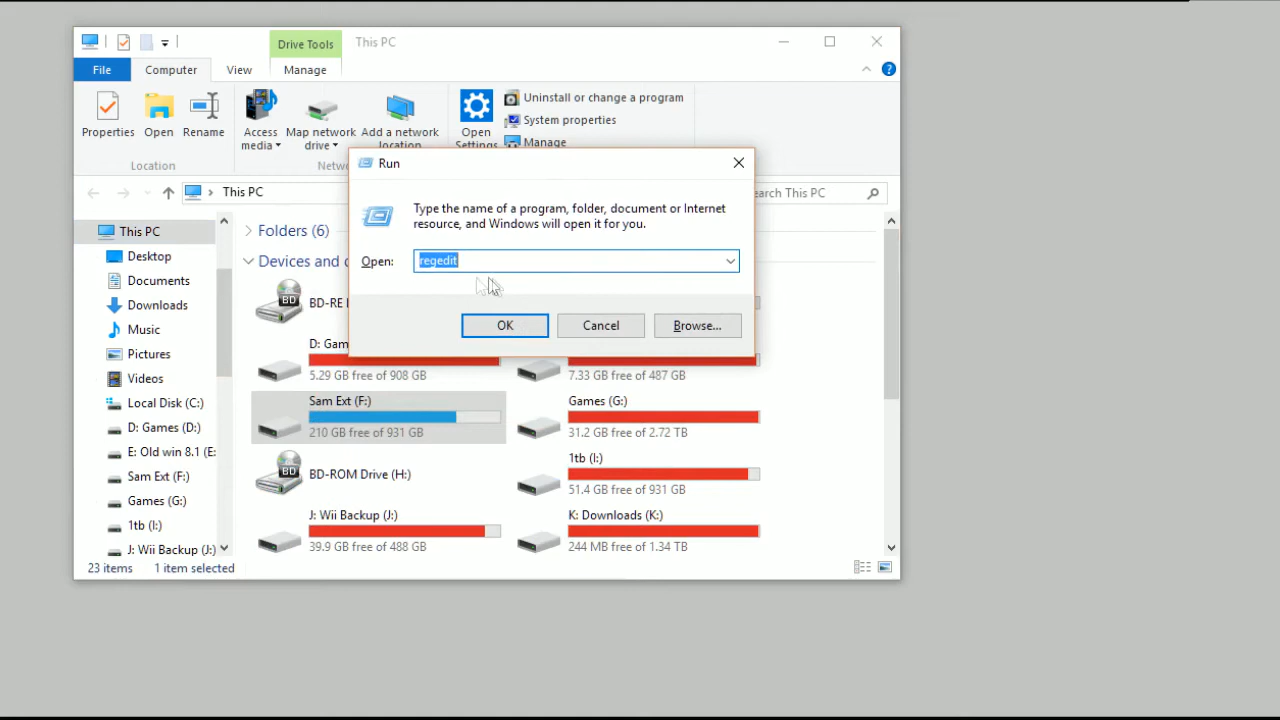 Drive Tools This PC
File Computer View Manage
Properties Open Rename Access media Map network drive Add a network location Open Settings
Uninstall or change a program
System properties
Manage
Location
This PC
earch This PC
Run
Type the name of a program, folder, document or Internet
resource, and Windows will open it for you.
Open: regedit
OK Cancel Browse...
This PC
Desktop
Documents
Downloads
Music
Pictures
Videos
Local Disk (C:)
D: Games (D:)
E: Old win 8.1 (E:
Sam Ext (F:)
Games (G:)
1tb (I:)
J: Wii Backup (J:)
Folders (6)
Devices and
BD
BD-RE
D: Gam
5.29 GB free of 908 GB
7.33 GB free of 487 GB
Sam Ext (F:)
210 GB free of 931 GB
Games (G:)
31.2 GB free of 2.72 TB
BD
BD-ROM Drive (H:)
1tb (I:)
51.4 GB free of 931 GB
J: Wii Backup (J:)
39.9 GB free of 488 GB
K: Downloads (K:)
244 MB free of 1.34 TB
23 items 1 item selected